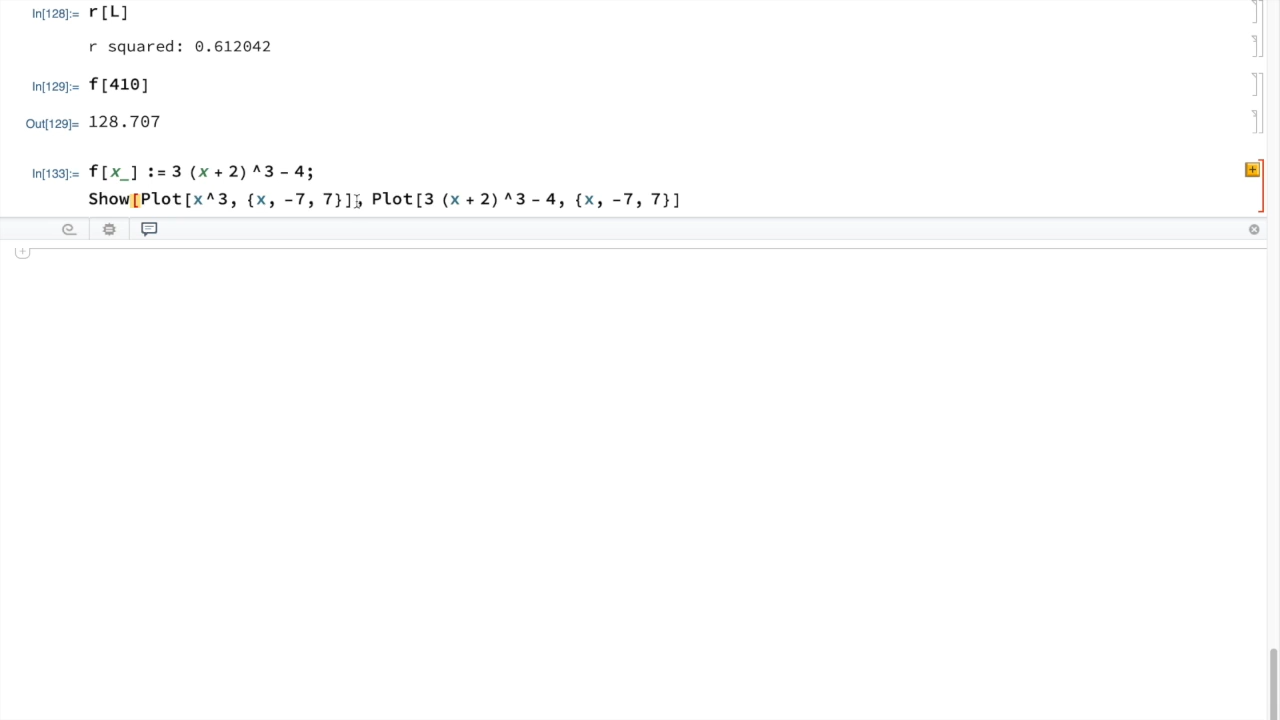 In[128]:= r[L]
r squared: 0.612042
In[129]:= f[410]
Out[129]= 128.707
In[133]:= f[x_] := 3 (x + 2) ^3 - 4;
Show[Plot[x^3, {x, -7, 7}], Plot[3 (x + 2) ^3 - 4, {x, -7, 7}]